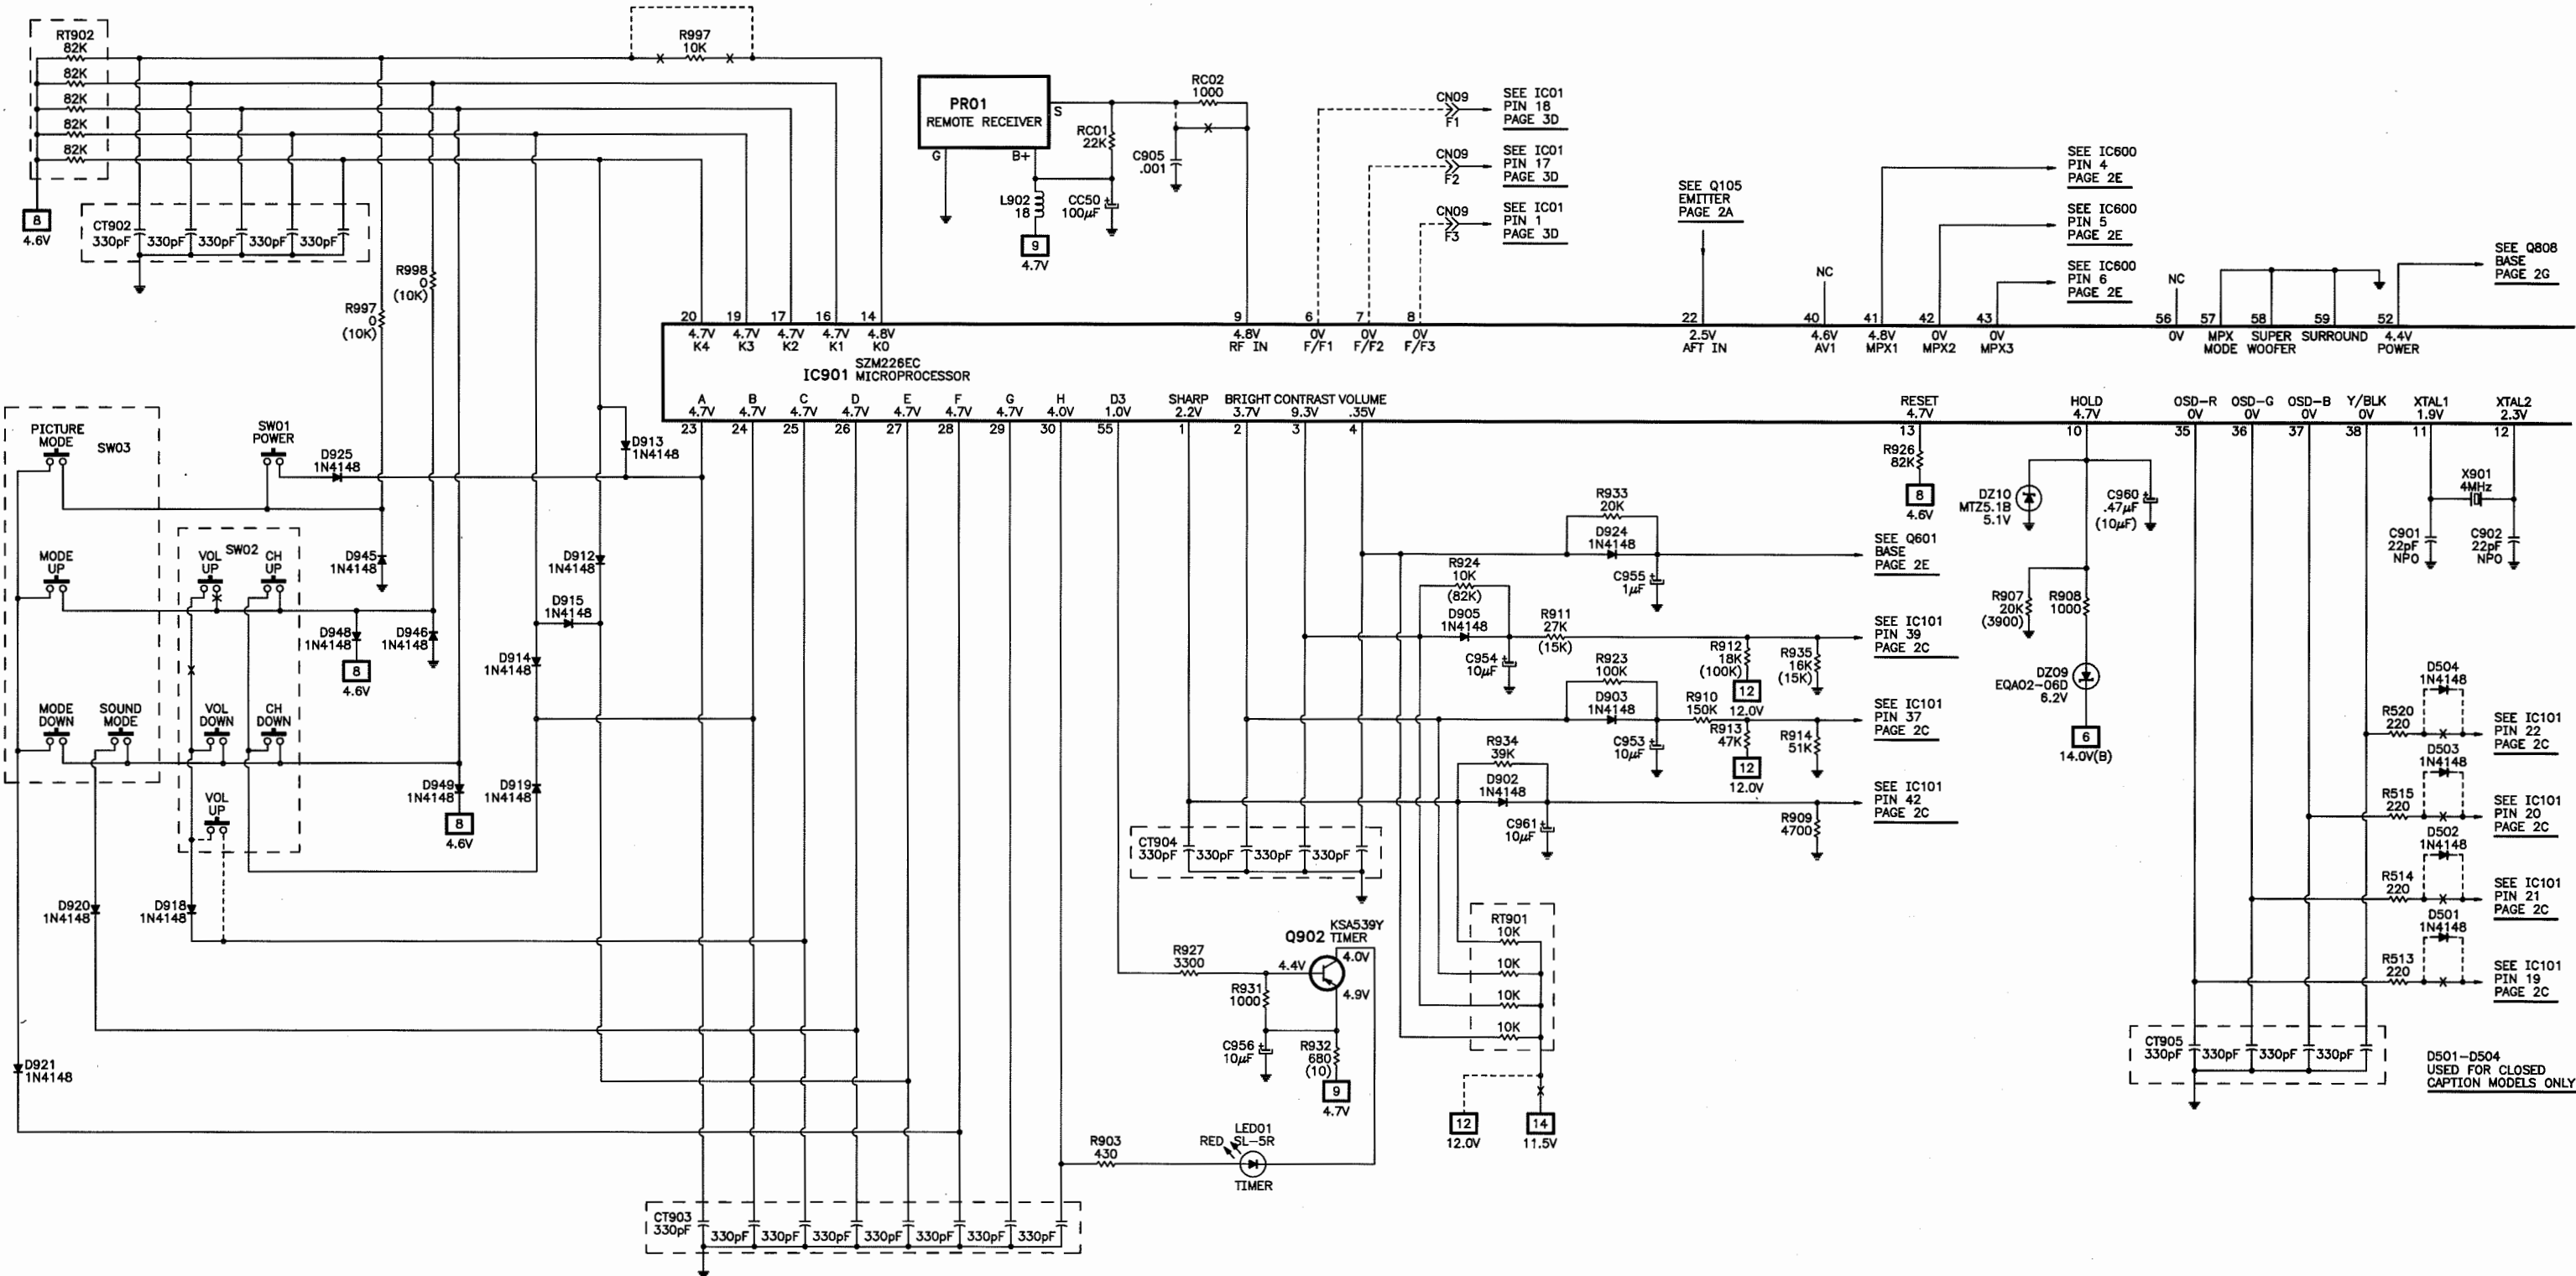 RT902
82K
82K
82K
82K
82K
8
4.6V
CT902
330pF
330pF
330pF
330pF
330pF
R997
10K
R998
0
(10K)
R997
0
(10K)
PR01
REMOTE RECEIVER
S
G
B+
RC01
22K
RC02
1000
C905
.001
L902
18
CC50
100µF
9
4.7V
CN09
F1
SEE IC01
PIN 18
PAGE 3D
CN09
F2
SEE IC01
PIN 17
PAGE 3D
CN09
F3
SEE IC01
PIN 1
PAGE 3D
SEE Q105
EMITTER
PAGE 2A
SEE IC600
PIN 4
PAGE 2E
SEE IC600
PIN 5
PAGE 2E
SEE IC600
PIN 6
PAGE 2E
NC
NC
SEE Q808
BASE
PAGE 2G
20 19 17 16 14 9 6 7 8 22 40 41 42 43 56 57 58 59 52
4.7V 4.7V 4.7V 4.7V 4.8V 4.8V 0V 0V 0V 2.5V 4.6V 4.8V 0V 0V 0V MPX SUPER SURROUND 4.4V
K4 K3 K2 K1 K0 RF IN F/F1 F/F2 F/F3 AFT IN AV1 MPX1 MPX2 MPX3 MODE WOOFER POWER
IC901 SZM226EC
MICROPROCESSOR
A B C D E F G H D3 SHARP BRIGHT CONTRAST VOLUME RESET HOLD OSD-R OSD-G OSD-B Y/BLK XTAL1 XTAL2
4.7V 4.7V 4.7V 4.7V 4.7V 4.7V 4.7V 4.0V 1.0V 2.2V 3.7V 9.3V .35V 4.7V 4.7V 0V 0V 0V 0V 1.9V 2.3V
23 24 25 26 27 28 29 30 55 1 2 3 4 13 10 35 36 37 38 11 12
PICTURE
MODE
SW03
SW01
POWER
D925
1N4148
D913
1N4148
MODE
UP
VOL
UP
SW02
CH
UP
D945
1N4148
D912
1N4148
D915
1N4148
D948
1N4148
8
4.6V
D946
1N4148
D914
1N4148
MODE
DOWN
SOUND
MODE
VOL
DOWN
CH
DOWN
D949
1N4148
8
4.6V
D919
1N4148
VOL
UP
D920
1N4148
D918
1N4148
D921
1N4148
CT903
330pF
330pF
330pF
330pF
330pF
330pF
330pF
330pF
R926
82K
8
4.6V
R933
20K
D924
1N4148
C955
1µF
SEE Q601
BASE
PAGE 2E
R924
10K
(82K)
D905
1N4148
R911
27K
(15K)
C954
10µF
R912
18K
(100K)
12
12.0V
R935
16K
(15K)
SEE IC101
PIN 39
PAGE 2C
R923
100K
D903
1N4148
R910
150K
C953
10µF
R913
47K
12
12.0V
R914
51K
SEE IC101
PIN 37
PAGE 2C
R934
39K
D902
1N4148
C961
10µF
R909
4700
SEE IC101
PIN 42
PAGE 2C
CT904
330pF
330pF
330pF
330pF
RT901
10K
10K
10K
10K
12
12.0V
14
11.5V
Q902
KSA539Y
TIMER
4.0V
4.4V
4.9V
R927
3300
R931
1000
C956
10µF
R932
680
(10)
9
4.7V
R903
430
LED01
SL-5R
RED
TIMER
DZ10
MTZ5.1B
5.1V
C960
.47µF
(10µF)
R907
20K
(3900)
R908
1000
DZ09
EQA02-06D
6.2V
6
14.0V(B)
X901
4MHz
C901
22pF
NPO
C902
22pF
NPO
D504
1N4148
R520
220
SEE IC101
PIN 22
PAGE 2C
D503
1N4148
R515
220
SEE IC101
PIN 20
PAGE 2C
D502
1N4148
R514
220
SEE IC101
PIN 21
PAGE 2C
D501
1N4148
R513
220
SEE IC101
PIN 19
PAGE 2C
CT905
330pF
330pF
330pF
330pF
D501-D504
USED FOR CLOSED
CAPTION MODELS ONLY